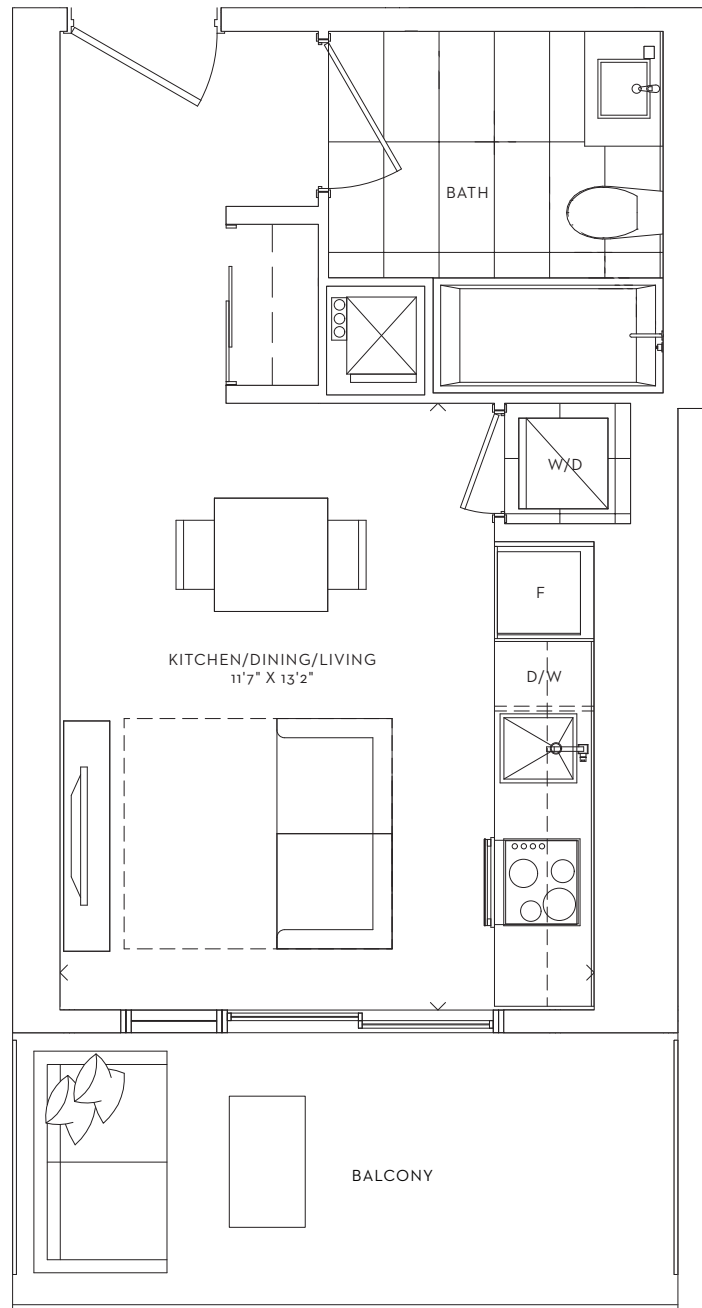 BATH
W/D
F
D/W
KITCHEN/DINING/LIVING
11'7" X 13'2"
BALCONY